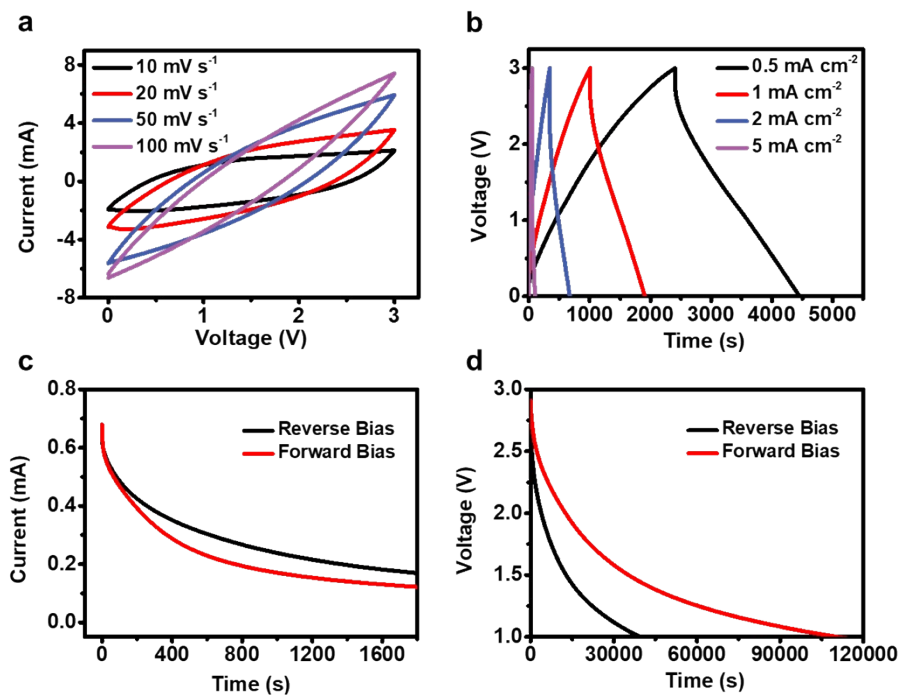 a
8
4
0
-4
-8
Current (mA)
10 mV s⁻¹
20 mV s⁻¹
50 mV s⁻¹
100 mV s⁻¹
0
1
2
3
Voltage (V)
b
3
2
1
0
Voltage (V)
0.5 mA cm⁻²
1 mA cm⁻²
2 mA cm⁻²
5 mA cm⁻²
0
1000
2000
3000
4000
5000
Time (s)
c
0.8
0.6
0.4
0.2
0.0
Current (mA)
Reverse Bias
Forward Bias
0
400
800
1200
1600
Time (s)
d
3.0
2.5
2.0
1.5
1.0
Voltage (V)
Reverse Bias
Forward Bias
0
30000
60000
90000
120000
Time (s)